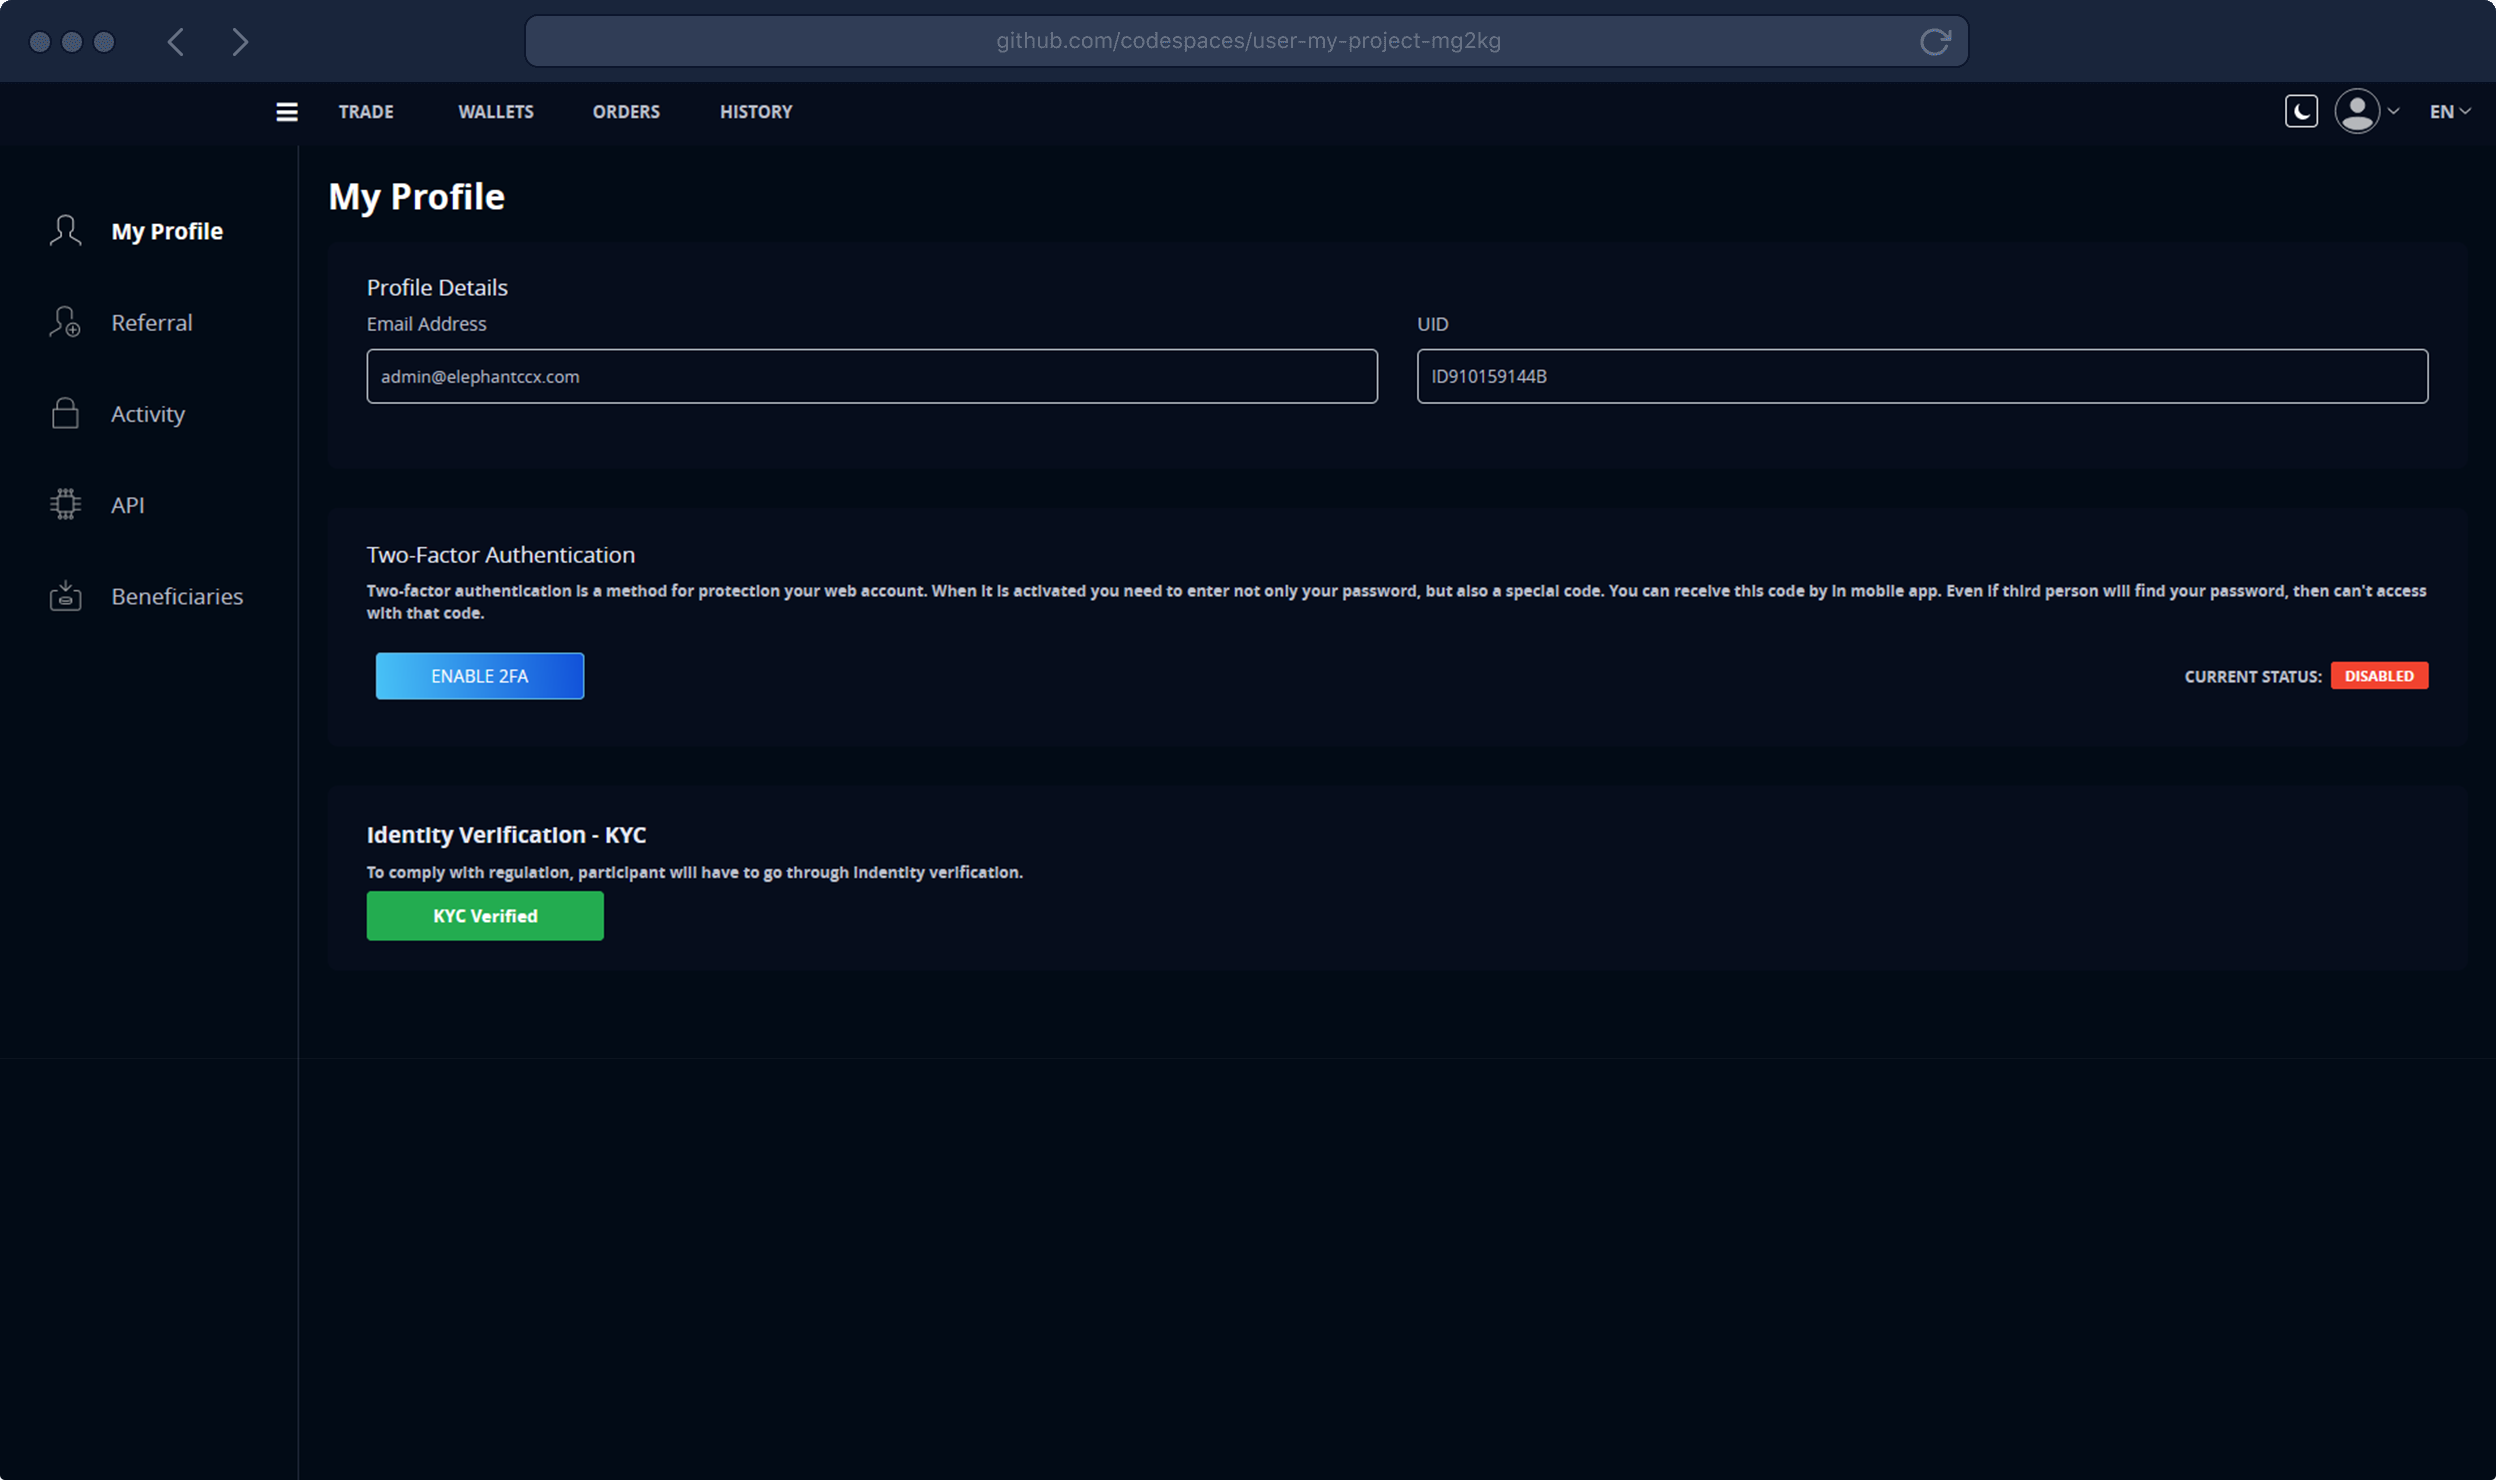 github.com/codespaces/user-my-project-mg2kg
TRADE WALLETS ORDERS HISTORY EN
My Profile
Referral
Activity
API
Beneficiaries
My Profile
Profile Details
Email Address UID
admin@elephantccx.com ID910159144B
Two-Factor Authentication
Two-factor authentication is a method for protection your web account. When it is activated you need to enter not only your password, but also a special code. You can receive this code by in mobile app. Even if third person will find your password, then can't access
with that code.
ENABLE 2FA CURRENT STATUS: DISABLED
Identity Verification - KYC
To comply with regulation, participant will have to go through indentity verification.
KYC Verified